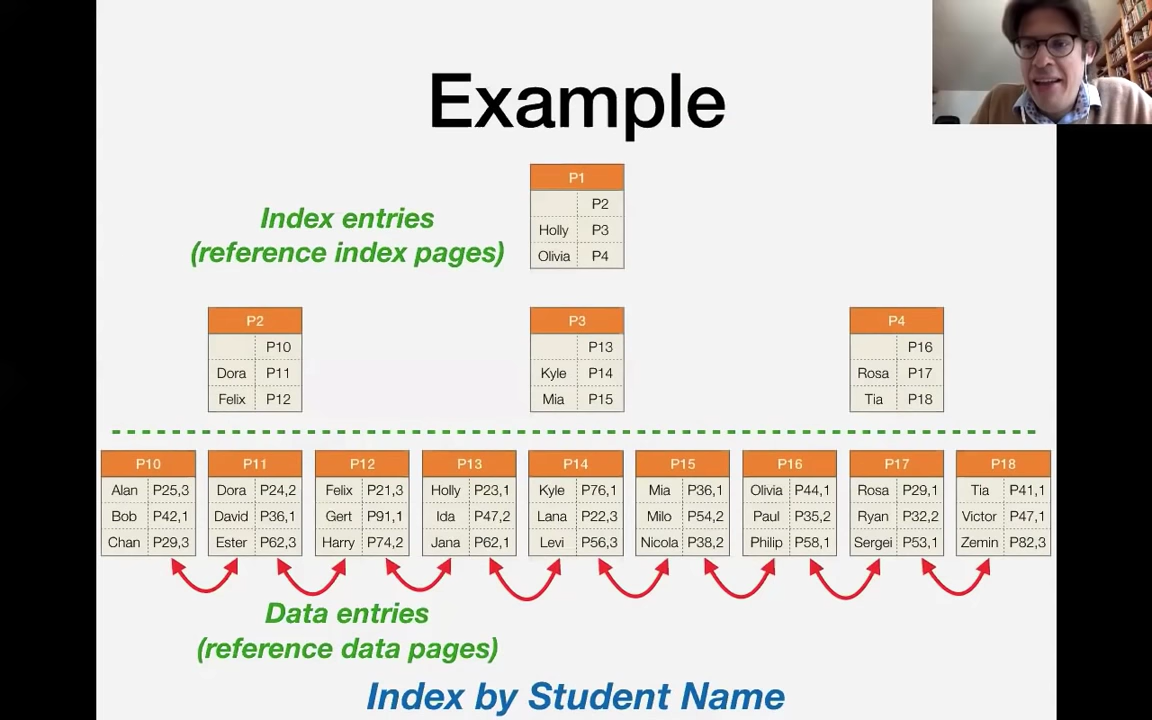 Example
P1
P2
Index entries
Holly P3
(reference index pages)
Olivia P4
P2 P3 P4
P10 P13 P16
Dora P11 Kyle P14 Rosa P17
Felix P12 Mia P15 Tia P18
P10 P11 P12 P13 P14 P15 P16 P17 P18
Alan P25,3 Dora P24,2 Felix P21,3 Holly P23,1 Kyle P76,1 Mia P36,1 Olivia P44,1 Rosa P29,1 Tia P41,1
Bob P42,1 David P36,1 Gert P91,1 Ida P47,2 Lana P22,3 Milo P54,2 Paul P35,2 Ryan P32,2 Victor P47,1
Chan P29,3 Ester P62,3 Harry P74,2 Jana P62,1 Levi P56,3 Nicola P38,2 Philip P58,1 Sergei P53,1 Zemin P82,3
Data entries
(reference data pages)
Index by Student Name